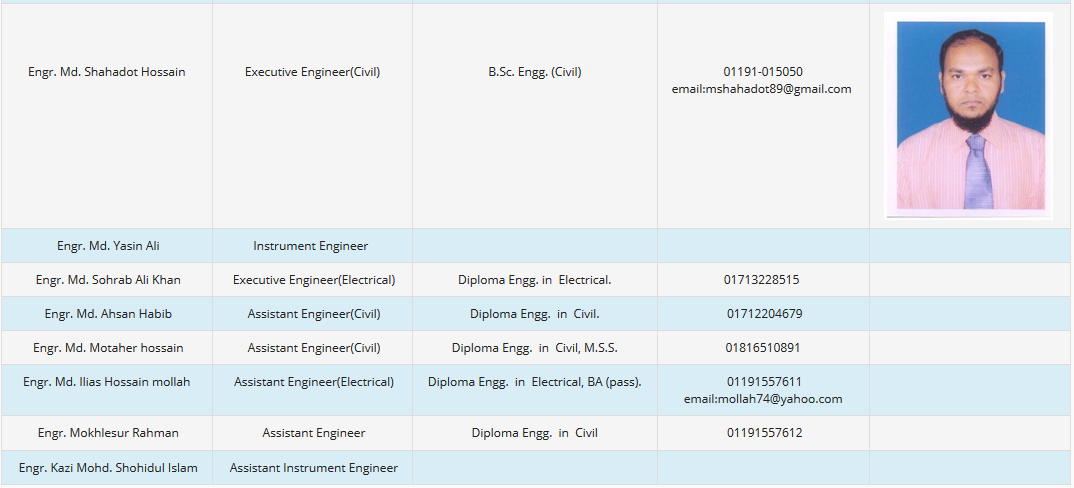 Engr. Md. Shahadot Hossain Executive Engineer(Civil) B.Sc. Engg. (Civil) 01191-015050
email:mshahadot89@gmail.com
Engr. Md. Yasin Ali Instrument Engineer
Engr. Md. Sohrab Ali Khan Executive Engineer(Electrical) Diploma Engg. in Electrical. 01713228515
Engr. Md. Ahsan Habib Assistant Engineer(Civil) Diploma Engg. in Civil. 01712204679
Engr. Md. Motaher hossain Assistant Engineer(Civil) Diploma Engg. in Civil, M.S.S. 01816510891
Engr. Md. Ilias Hossain mollah Assistant Engineer(Electrical) Diploma Engg. in Electrical, BA (pass). 01191557611
email:mollah74@yahoo.com
Engr. Mokhlesur Rahman Assistant Engineer Diploma Engg. in Civil 01191557612
Engr. Kazi Mohd. Shohidul Islam Assistant Instrument Engineer